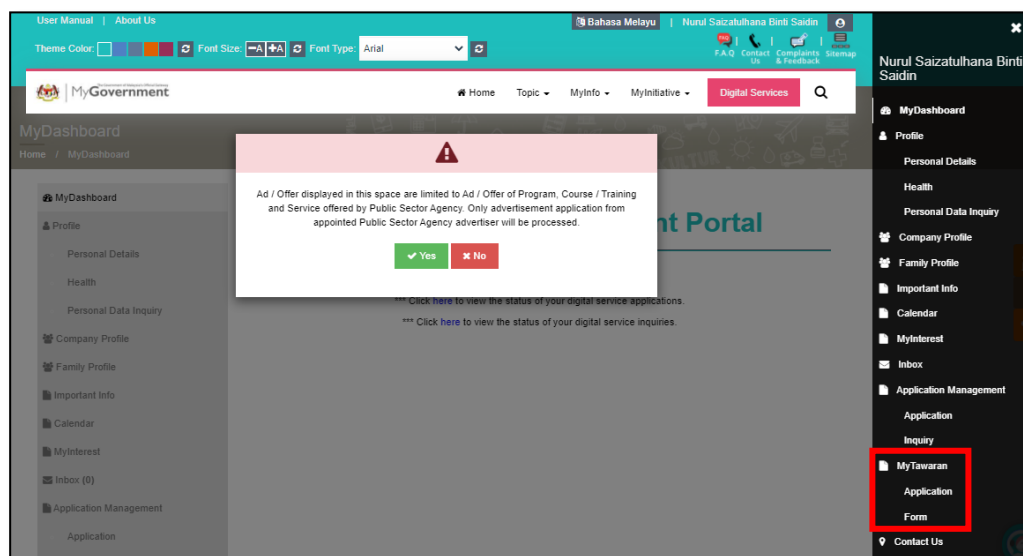 User Manual | About Us
Bahasa Melayu | Nurul Saizatulhana Binti Saidin
Theme Color: Font Size: -A +A Font Type: Arial
FAQ
F.A.Q Contact Us Complaints & Feedback Sitemap
MyGovernment
Home Topic MyInfo MyInitiative Digital Services
MyDashboard
Home / MyDashboard
MyDashboard
Profile
Personal Details
Health
Personal Data Inquiry
Company Profile
Family Profile
Important Info
Calendar
MyInterest
Inbox (0)
Application Management
Application
Ad / Offer displayed in this space are limited to Ad / Offer of Program, Course / Training
and Service offered by Public Sector Agency. Only advertisement application from
appointed Public Sector Agency advertiser will be processed.
Yes No
nt Portal
*** Click here to view the status of your digital service applications.
*** Click here to view the status of your digital service inquiries.
Nurul Saizatulhana Binti
Saidin
MyDashboard
Profile
Personal Details
Health
Personal Data Inquiry
Company Profile
Family Profile
Important Info
Calendar
MyInterest
Inbox
Application Management
Application
Inquiry
MyTawaran
Application
Form
Contact Us